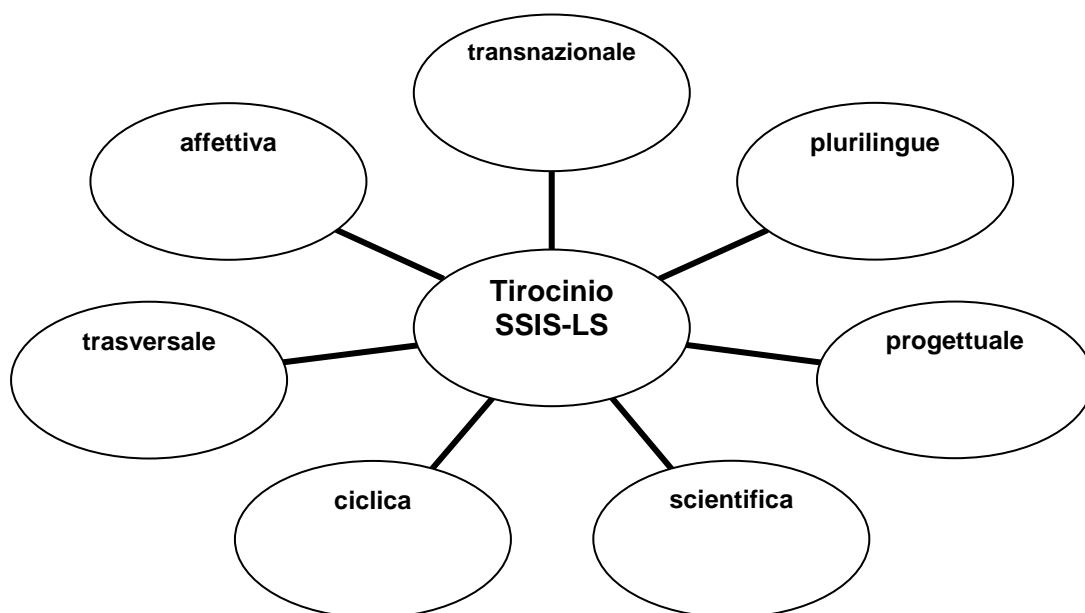 transnazionale
affettiva
plurilingue
Tirocinio
SSIS-LS
trasversale
progettuale
ciclica
scientifica